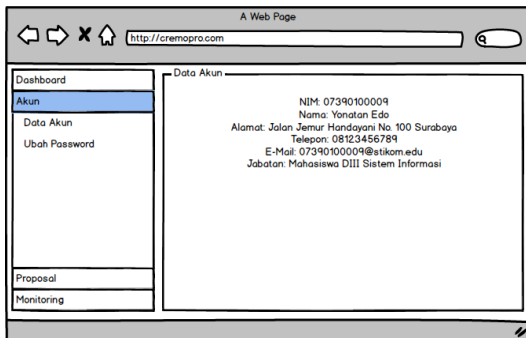 A Web Page
http://cremopro.com
Dashboard
Akun
Data Akun
Ubah Password
Proposal
Monitoring
Data Akun
NIM: 07390100009
Nama: Yonatan Edo
Alamat: Jalan Jemur Handayani No. 100 Surabaya
Telepon: 08123456789
E-Mail: 07390100009@stikom.edu
Jabatan: Mahasiswa DIII Sistem Informasi